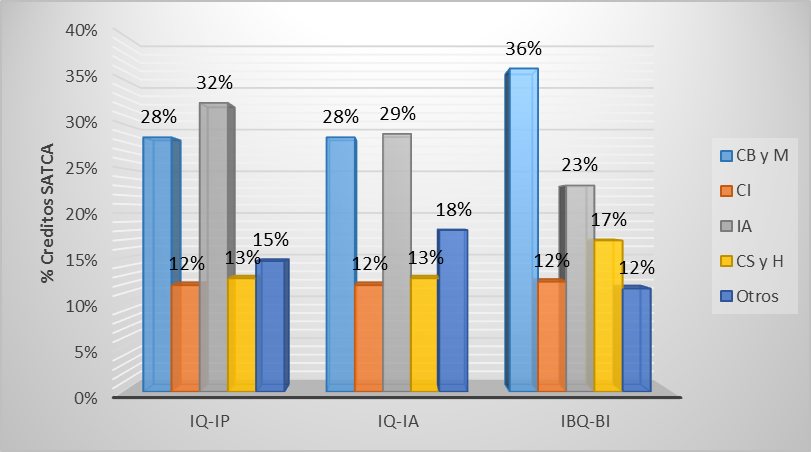 % Creditos SATCA
40%
35%
30%
25%
20%
15%
10%
5%
0%
28%
12%
32%
13%
15%
28%
12%
29%
13%
18%
36%
12%
23%
17%
12%
IQ-IP
IQ-IA
IBQ-BI
CB y M
CI
IA
CS y H
Otros